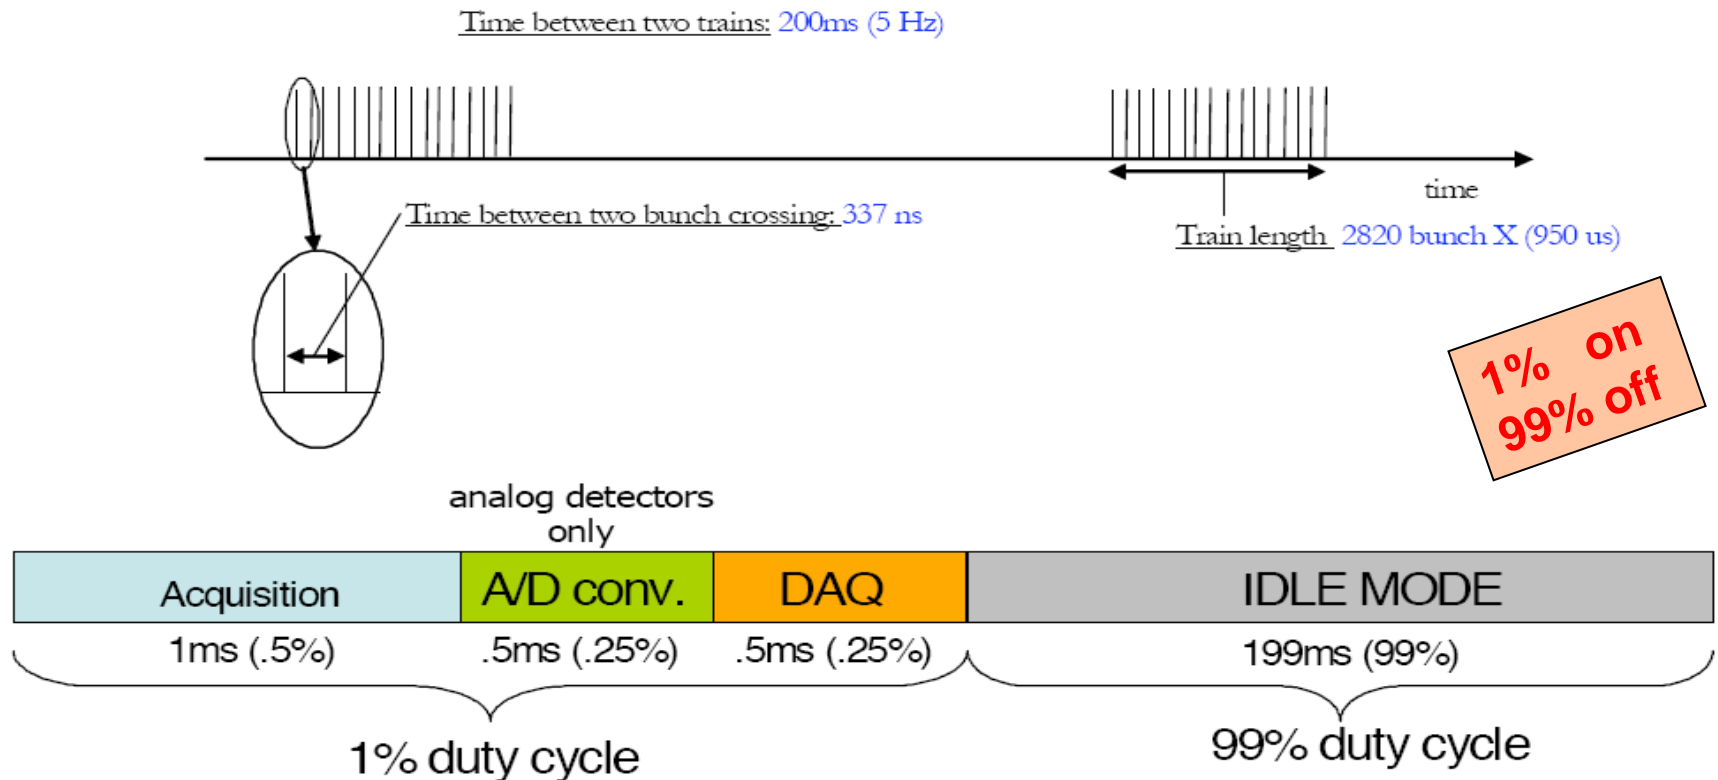 Time between two trains: 200ms (5 Hz)
time
Time between two bunch crossing: 337 ns
Train length 2820 bunch X (950 us)
1% on
99% off
analog detectors
only
Acquisition
A/D conv.
DAQ
IDLE MODE
1ms (.5%)
.5ms (.25%)
.5ms (.25%)
199ms (99%)
1% duty cycle
99% duty cycle